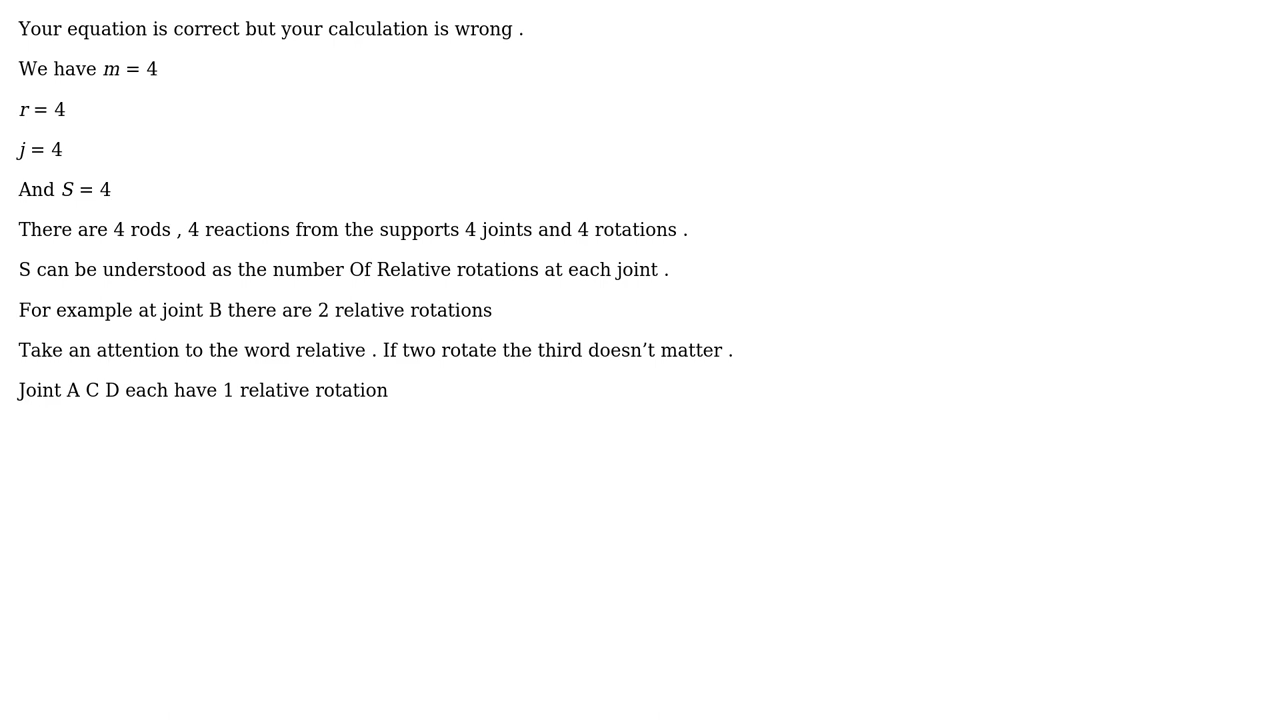 Your equation is correct but your calculation is wrong .
We have m = 4
r = 4
j = 4
And S = 4
There are 4 rods , 4 reactions from the supports 4 joints and 4 rotations .
S can be understood as the number Of Relative rotations at each joint .
For example at joint B there are 2 relative rotations
Take an attention to the word relative . If two rotate the third doesn’t matter .
Joint A C D each have 1 relative rotation